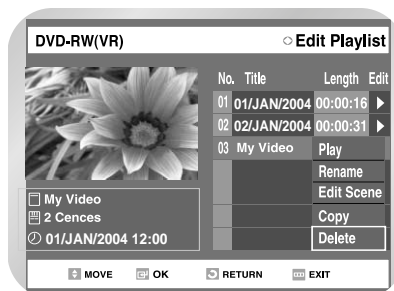 DVD-RW(VR)
Edit Playlist
No. Title Length Edit
01 01/JAN/2004 00:00:16
02 02/JAN/2004 00:00:31
03 My Video
Play
Rename
Edit Scene
Copy
Delete
My Video
2 Cences
01/JAN/2004 12:00
MOVE OK RETURN EXIT